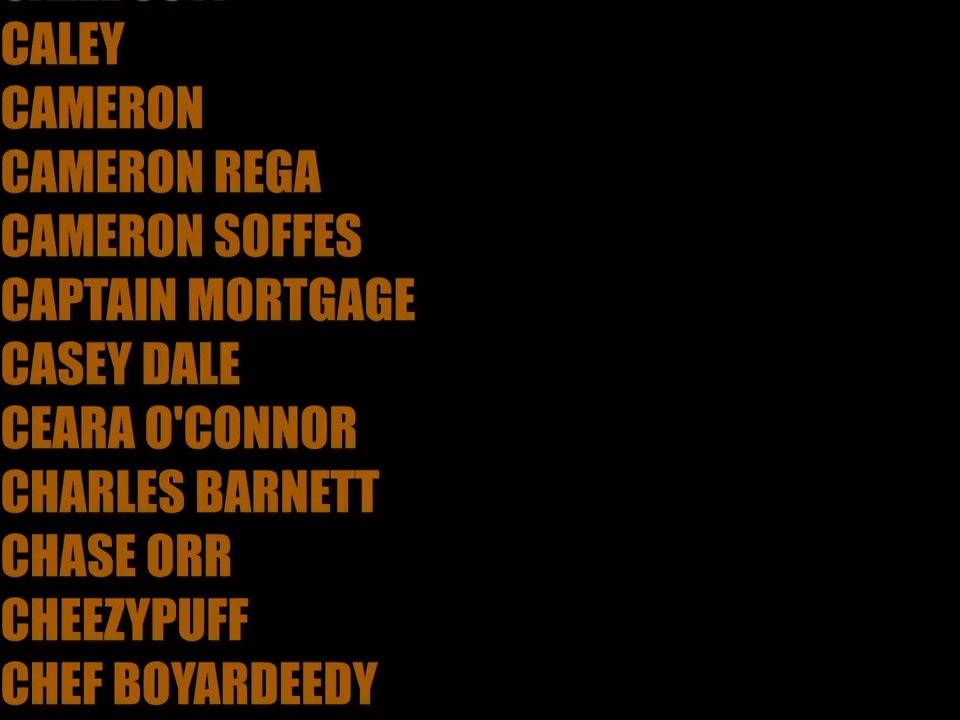 CALEY
CAMERON
CAMERON REGA
CAMERON SOFFES
CAPTAIN MORTGAGE
CASEY DALE
CEARA O'CONNOR
CHARLES BARNETT
CHASE ORR
CHEEZYPUFF
CHEF BOYARDEEDY